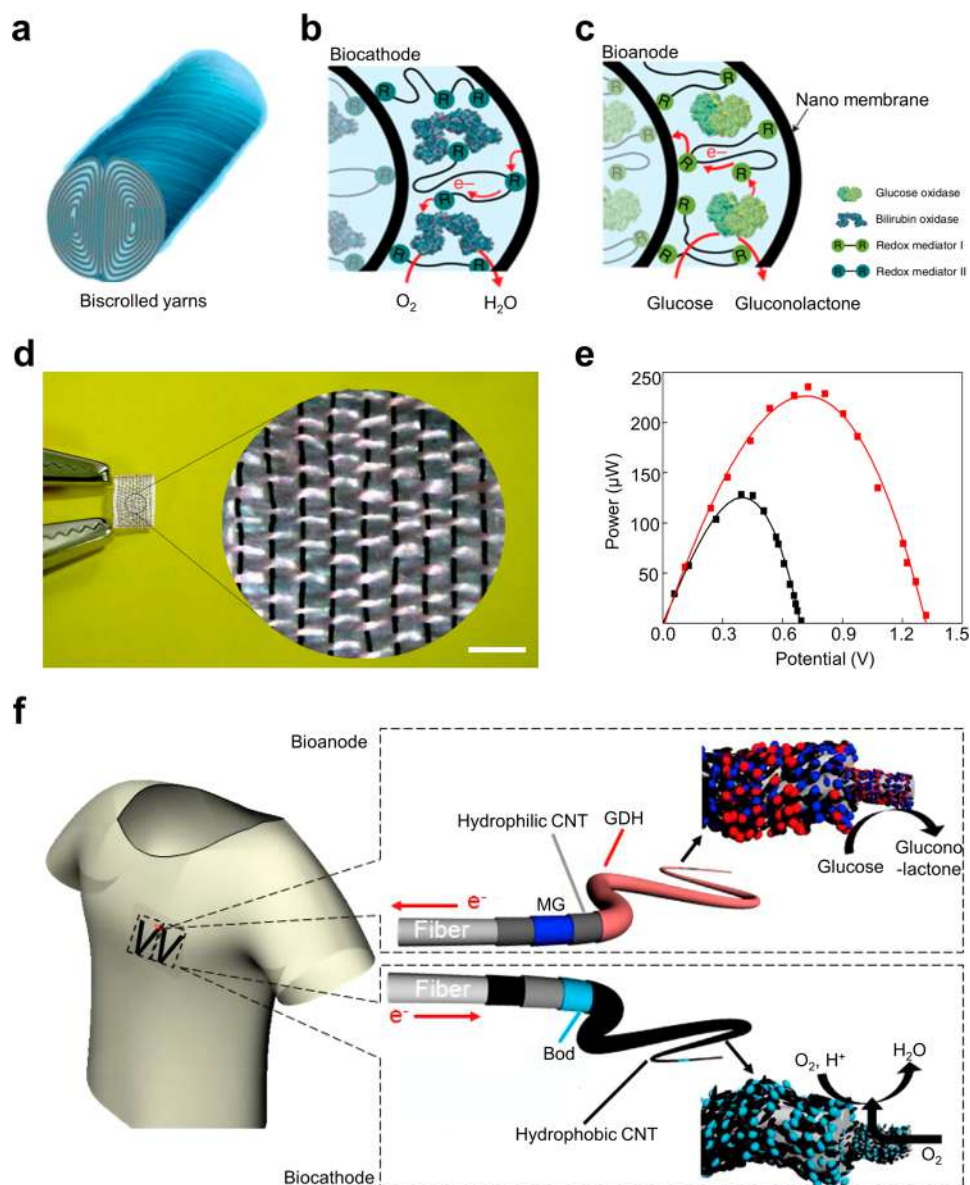 a
Biscrolled yarns
b
Biocathode
R
R
R
R
R
R
R
R
e–
O2
H2O
c
Bioanode
R
R
R
R
R
R
R
e–
Nano membrane
Glucose oxidase
Bilirubin oxidase
R R Redox mediator I
R R Redox mediator II
Glucose
Gluconolactone
d
e
250
200
150
100
50
0.0
0.3
0.6
0.9
1.2
1.5
Power (µW)
Potential (V)
f
Bioanode
Hydrophilic CNT
GDH
MG
e-
Fiber
Glucose
Glucono
-lactone
Fiber
e-
Bod
Hydrophobic CNT
O2, H+
H2O
O2
Biocathode